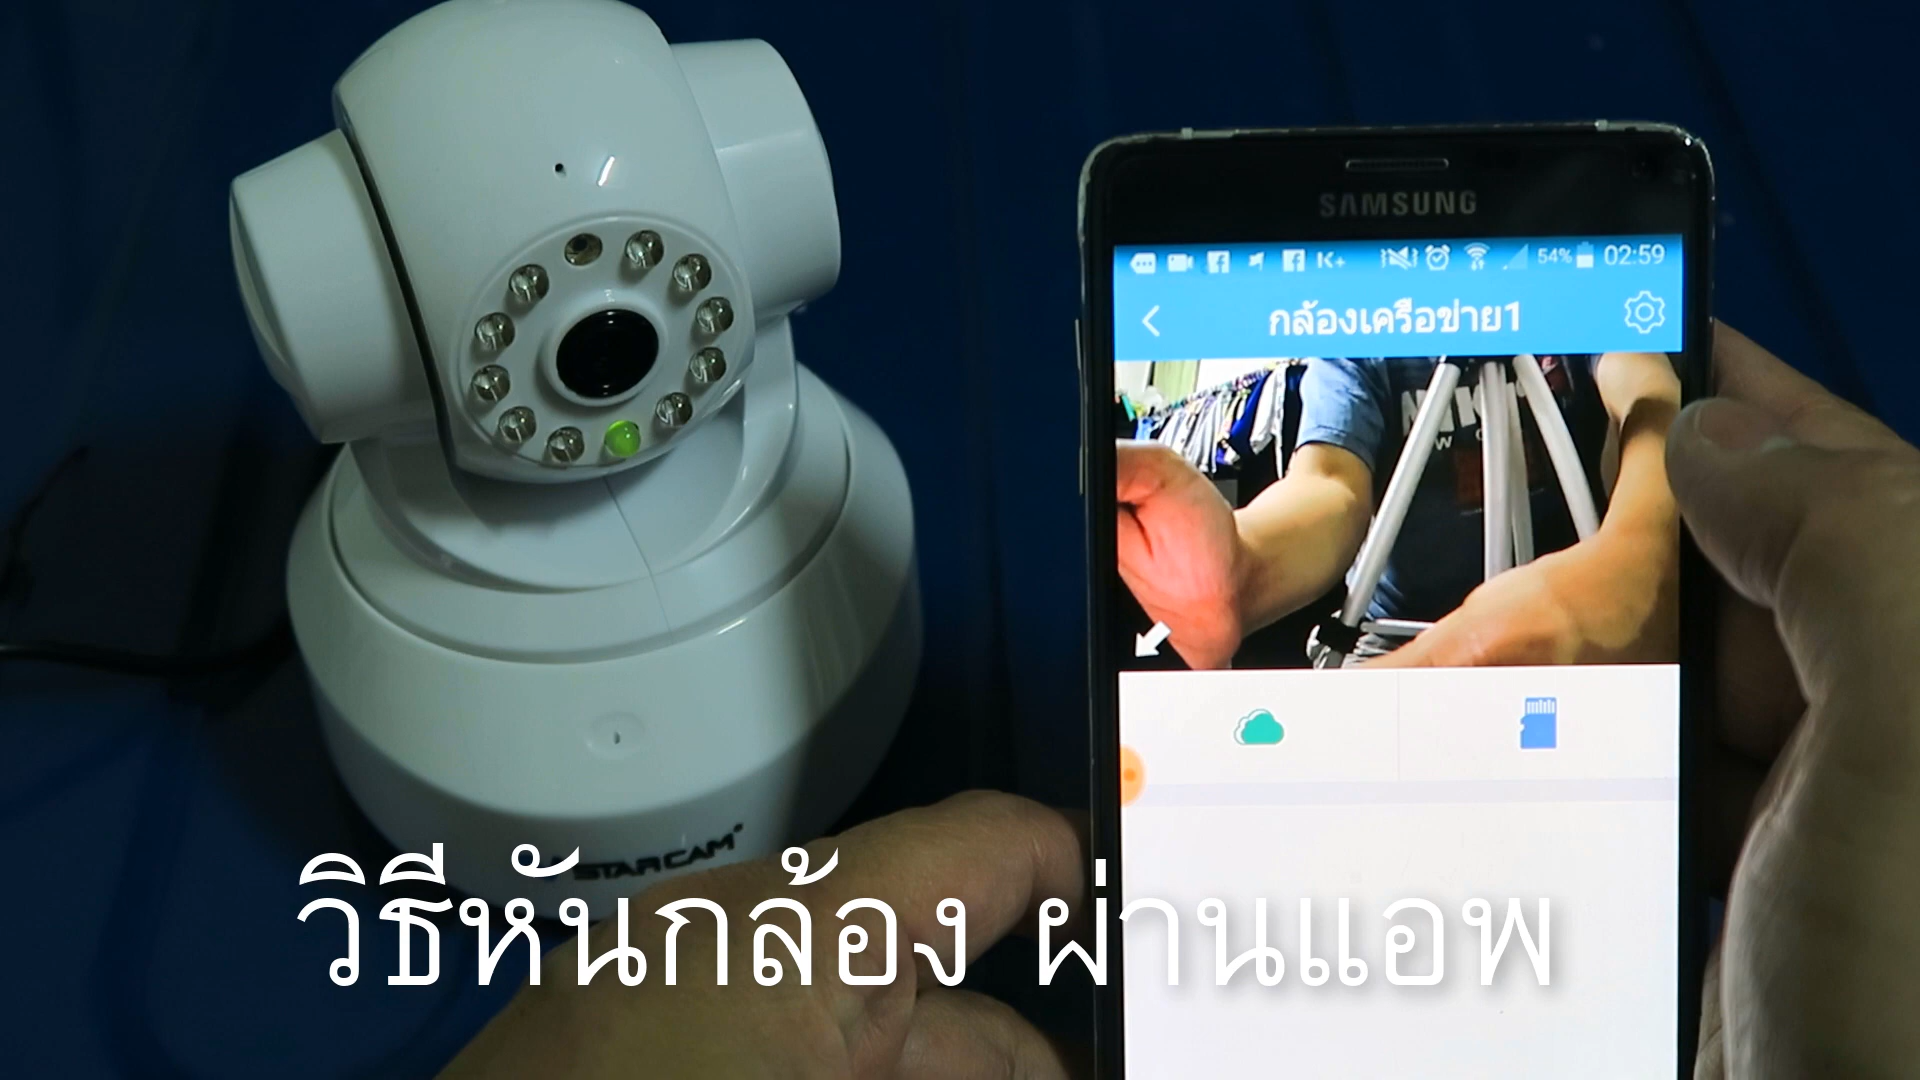 SAMSUNG
K+ 54% 02:59
กล้องเครือข่าย1
STARCAM
วิธีหันกล้อง ผ่านแอพ